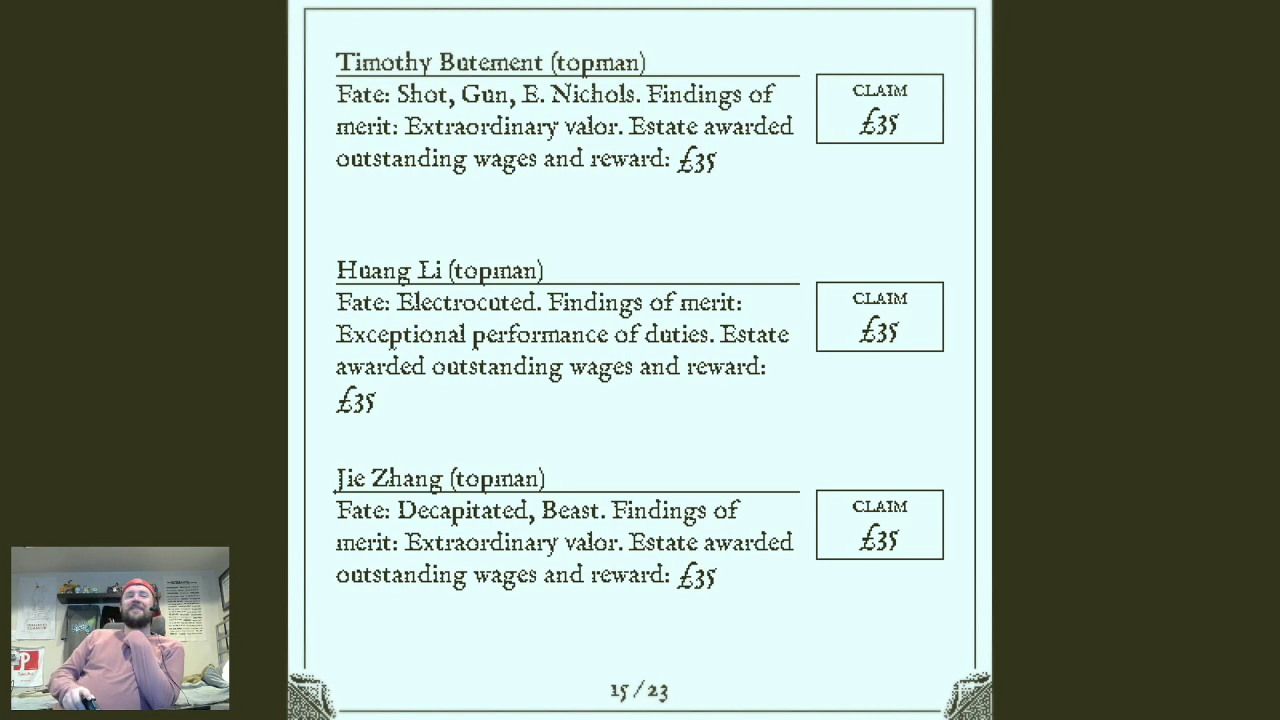 Timothy Butement (topman)
Fate: Shot, Gun, E. Nichols. Findings of
merit: Extraordinary valor. Estate awarded
outstanding wages and reward: £35
CLAIM
£35
Huang Li (topman)
Fate: Electrocuted. Findings of merit:
Exceptional performance of duties. Estate
awarded outstanding wages and reward:
£35
CLAIM
£35
Jie Zhang (topman)
Fate: Decapitated, Beast. Findings of
merit: Extraordinary valor. Estate awarded
outstanding wages and reward: £35
CLAIM
£35
15/23